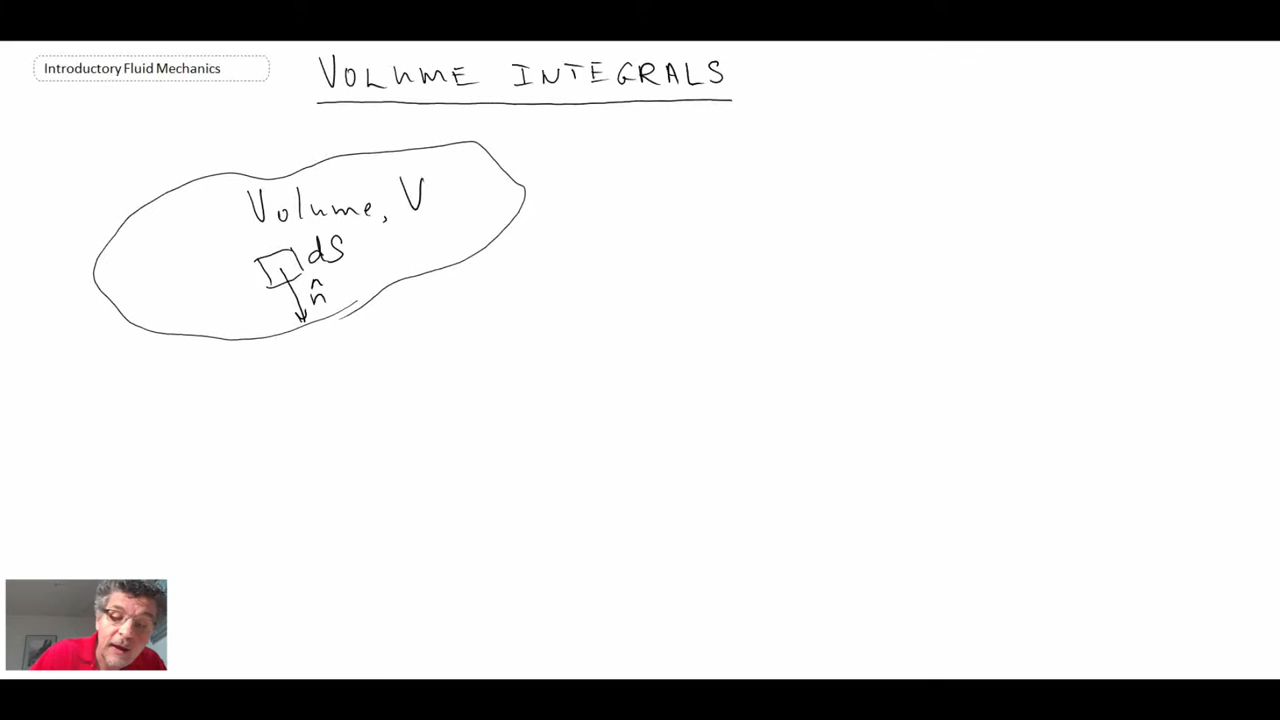 Introductory Fluid Mechanics
VOLUME INTEGRALS
Volume, V
dS
n̂